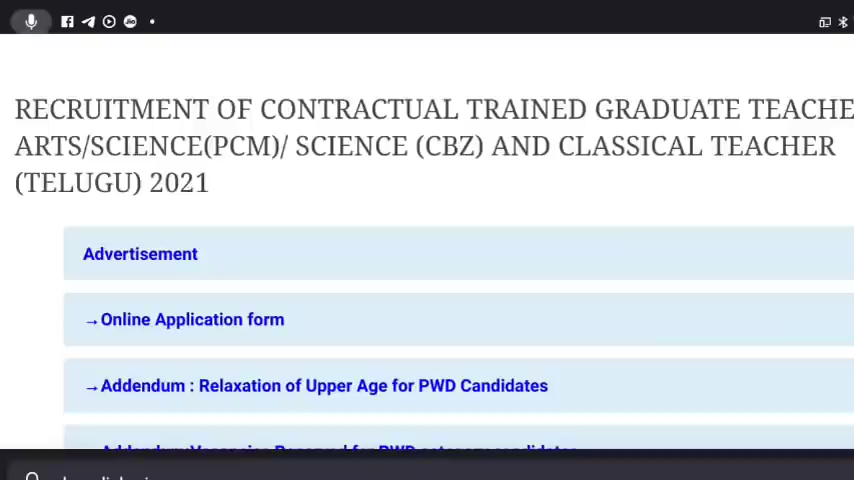 RECRUITMENT OF CONTRACTUAL TRAINED GRADUATE TEACHE
ARTS/SCIENCE(PCM)/ SCIENCE (CBZ) AND CLASSICAL TEACHER
(TELUGU) 2021
Advertisement
→Online Application form
→Addendum : Relaxation of Upper Age for PWD Candidates